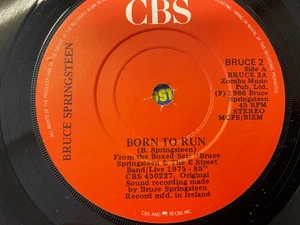 CBS
BRUCE SPRINGSTEEN
BRUCE 2
Side A
BRUCE 2A
Zomba Music
Pub. Ltd.
(P) 1986 Bruce
Springsteen
45 RPM
STEREO
MCPS/BIEM
BORN TO RUN
(B. Springsteen)
From the Boxed Set: "Bruce
Springsteen & The E Street
Band/Live 1975 - 85"
CBS 450227. Original
Sound recording made
by Bruce Springsteen
Record mfd. in Ireland